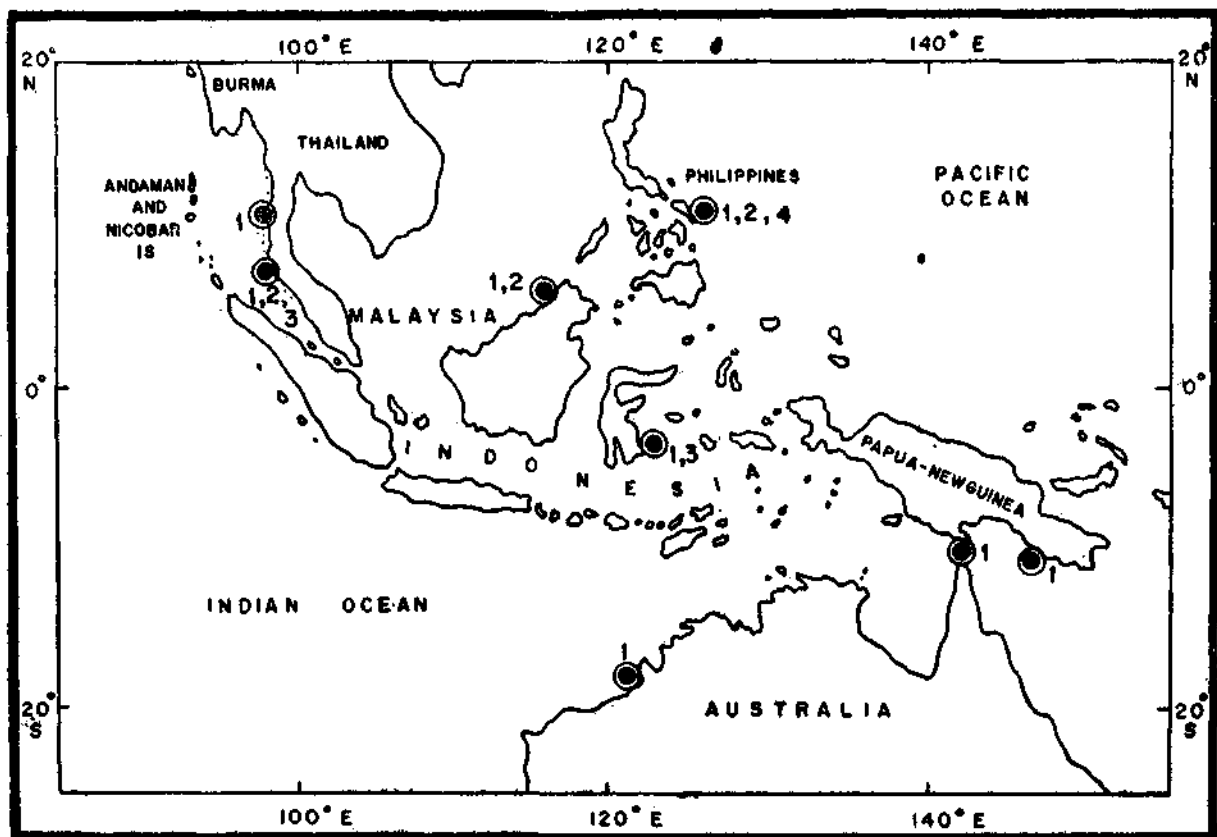 100° E 120° E 140° E
20° N
20° N
BURMA
THAILAND
ANDAMAN
AND
NICOBAR
IS
PHILIPPINES
PACIFIC
OCEAN
1
1,2,4
1,2,
3
1,2
MALAYSIA
0°
0°
1,3
INDONESIA
PAPUA-NEWGUINEA
1
1
INDIAN OCEAN
1
AUSTRALIA
20° S
20° S
100° E 120° E 140° E